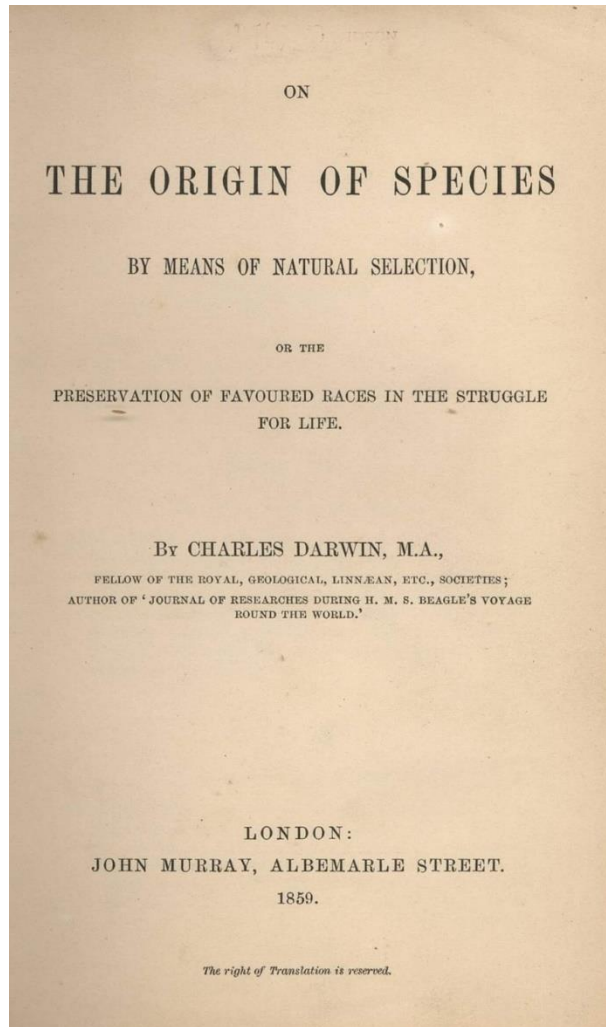 ON
THE ORIGIN OF SPECIES
BY MEANS OF NATURAL SELECTION,
OR THE
PRESERVATION OF FAVOURED RACES IN THE STRUGGLE
FOR LIFE.
BY CHARLES DARWIN, M.A.,
FELLOW OF THE ROYAL, GEOLOGICAL, LINNÆAN, ETC., SOCIETIES;
AUTHOR OF ‘JOURNAL OF RESEARCHES DURING H. M. S. BEAGLE’S VOYAGE
ROUND THE WORLD.’
LONDON:
JOHN MURRAY, ALBEMARLE STREET.
1859.
The right of Translation is reserved.